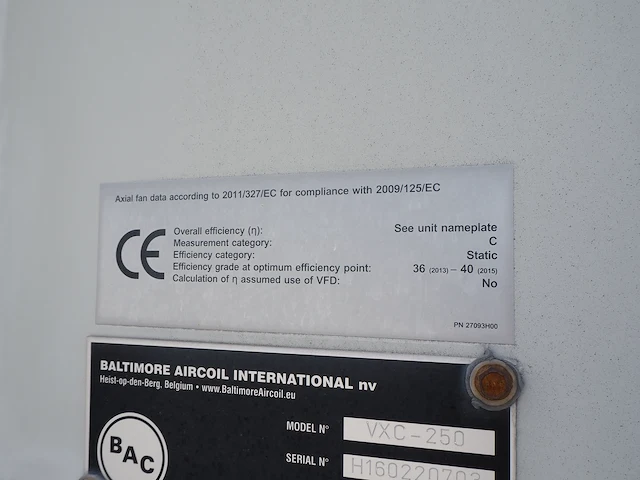 Axial fan data according to 2011/327/EC for compliance with 2009/125/EC
CE
Overall efficiency (η): See unit nameplate
Measurement category: C
Efficiency category: Static
Efficiency grade at optimum efficiency point: 36 (2013) – 40 (2015)
Calculation of η assumed use of VFD: No
PN 27093H00
BALTIMORE AIRCOIL INTERNATIONAL nv
Heist-op-den-Berg, Belgium • www.BaltimoreAircoil.eu
MODEL N° VXC-250
BAC
SERIAL N° H160220703